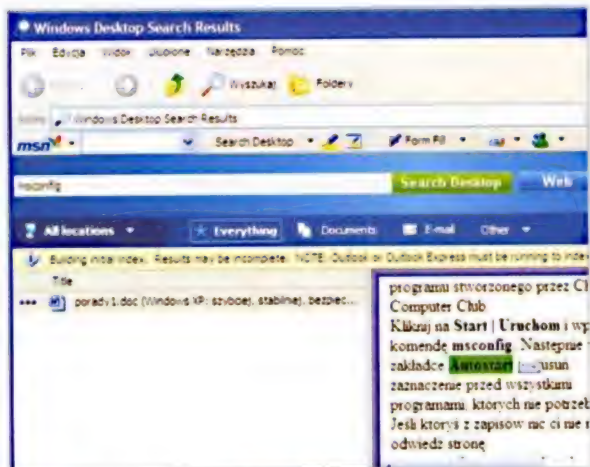 Windows Desktop Search Results
Plik Edycja Widok Ulubione Narzędzia Pomoc
Wyszukaj Foldery
Windows Desktop Search Results
msn Search Desktop Form Fill
msconfig Search Desktop Web
All locations Everything Documents E-mail Other
Building initial index. Results may be incomplete. NOTE: Outlook or Outlook Express must be running to index
Title
porady1.doc (Windows XP: szybciej, stabilniej, bezpiec...
programu stworzonego przez Ch
Computer Club
Kliknij na Start | Uruchom i wp
komendę msconfig. Następnie
zakładce Autostart usuń
zaznaczenie przed wszystkimi
programami, których nie potrzeb
Jeśli któryś z zapisów nic ci nie m
odwiedź stronę